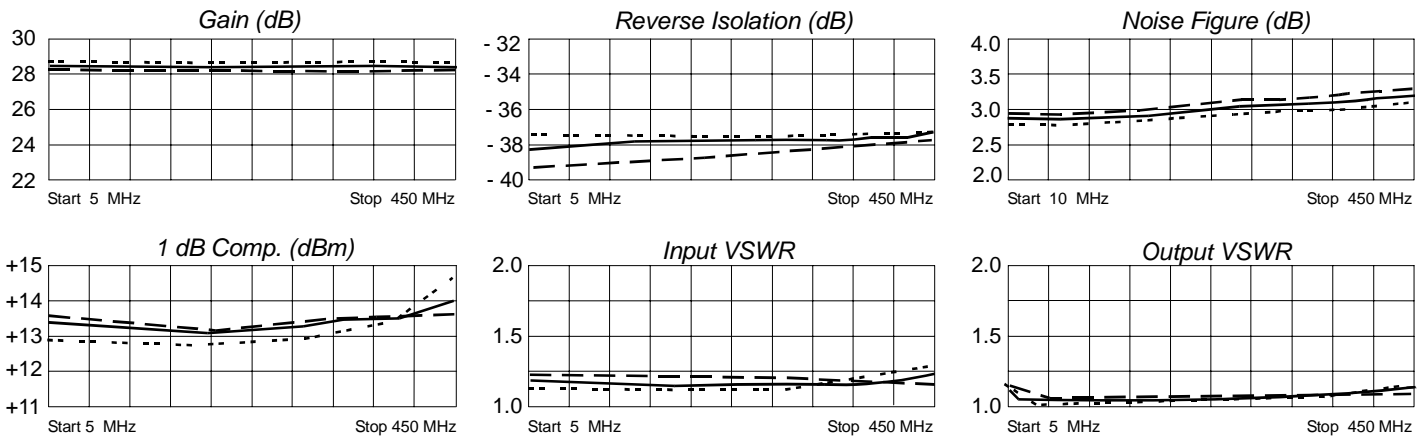 Gain (dB)
30
28
26
24
22
Start 5 MHz
Stop 450 MHz
Reverse Isolation (dB)
- 32
- 34
- 36
- 38
- 40
Start 5 MHz
Stop 450 MHz
Noise Figure (dB)
4.0
3.5
3.0
2.5
2.0
Start 10 MHz
Stop 450 MHz
1 dB Comp. (dBm)
+15
+14
+13
+12
+11
Start 5 MHz
Stop 450 MHz
Input VSWR
2.0
1.5
1.0
Start 5 MHz
Stop 450 MHz
Output VSWR
2.0
1.5
1.0
Start 5 MHz
Stop 450 MHz